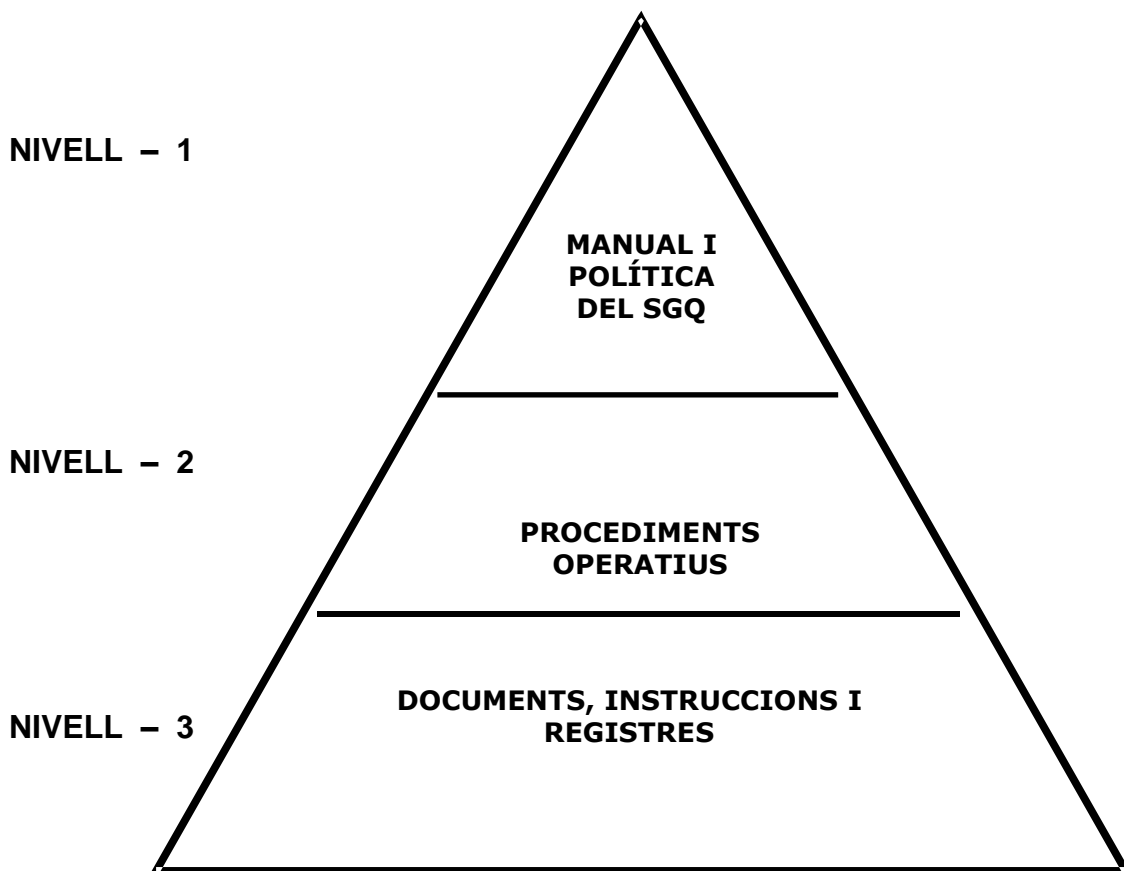 NIVELL – 1
MANUAL I
POLÍTICA
DEL SGQ
NIVELL – 2
PROCEDIMENTS
OPERATIUS
NIVELL – 3
DOCUMENTS, INSTRUCCIONS I
REGISTRES